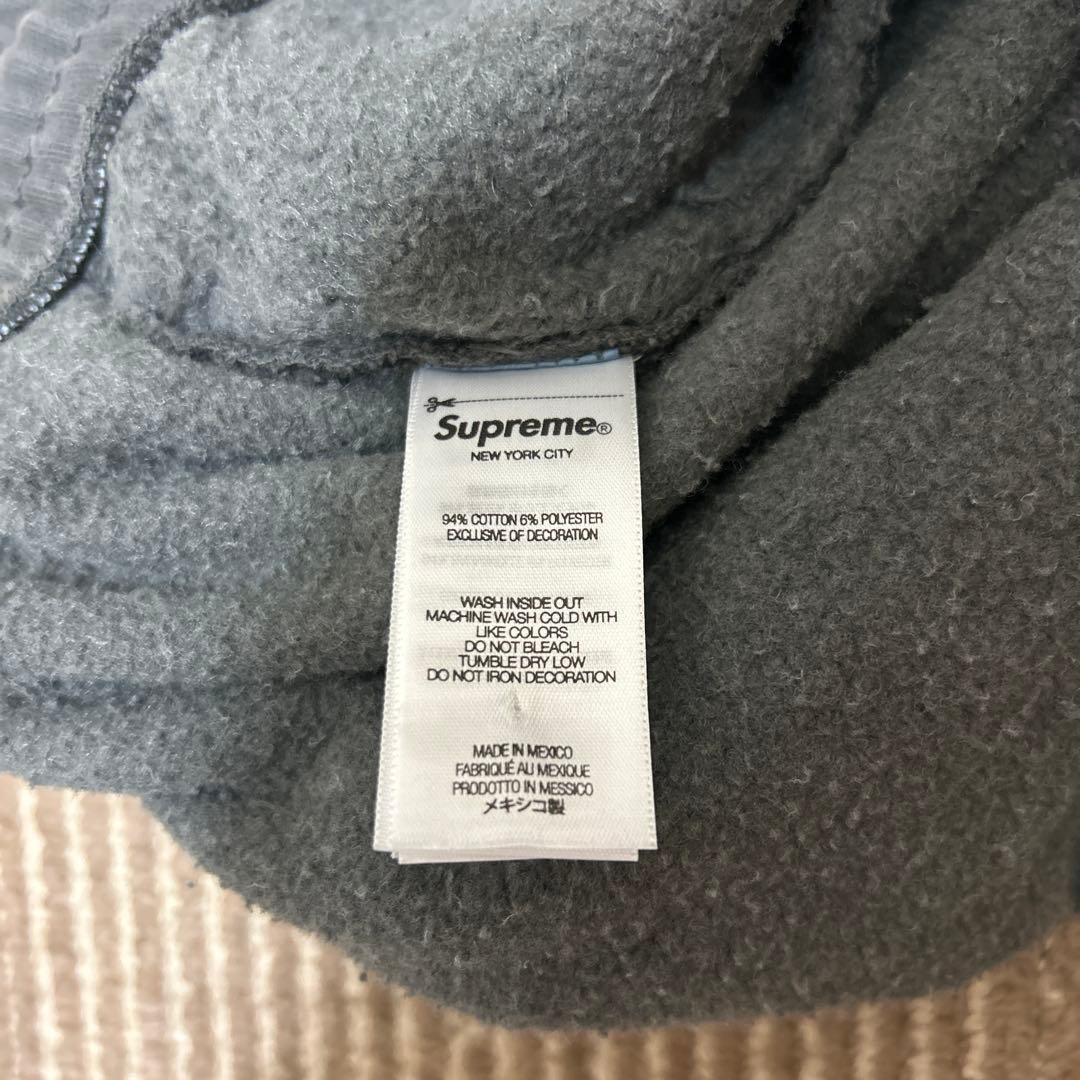 Supreme®
NEW YORK CITY
94% COTTON 6% POLYESTER
EXCLUSIVE OF DECORATION
WASH INSIDE OUT
MACHINE WASH COLD WITH
LIKE COLORS
DO NOT BLEACH
TUMBLE DRY LOW
DO NOT IRON DECORATION
MADE IN MEXICO
FABRIQUÉ AU MEXIQUE
PRODOTTO IN MESSICO
メキシコ製